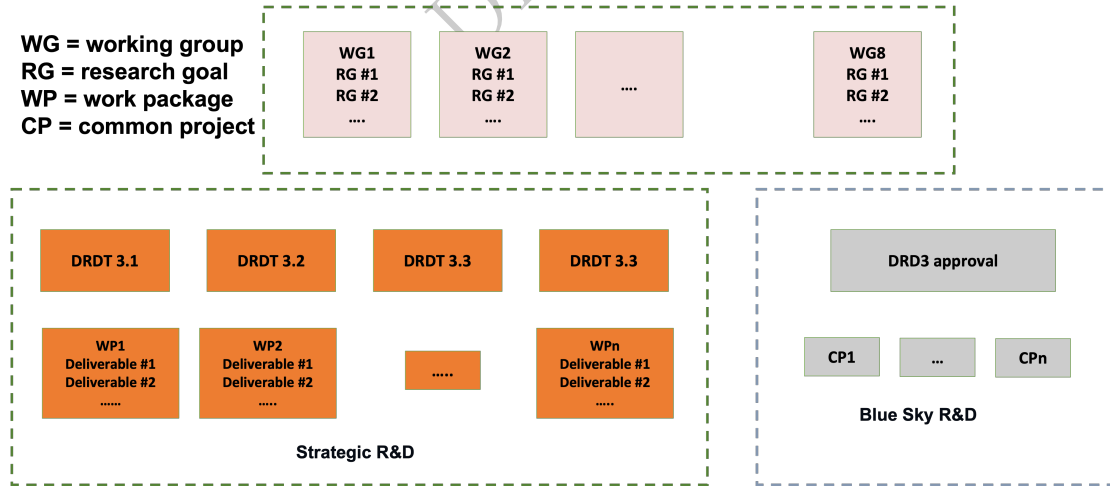 WG = working group
RG = research goal
WP = work package
CP = common project
WG1
RG #1
RG #2
....
WG2
RG #1
RG #2
....
....
WG8
RG #1
RG #2
....
DRDT 3.1
DRDT 3.2
DRDT 3.3
DRDT 3.3
WP1
Deliverable #1
Deliverable #2
......
WP2
Deliverable #1
Deliverable #2
.....
.....
WPn
Deliverable #1
Deliverable #2
.....
Strategic R&D
DRD3 approval
CP1
...
CPn
Blue Sky R&D